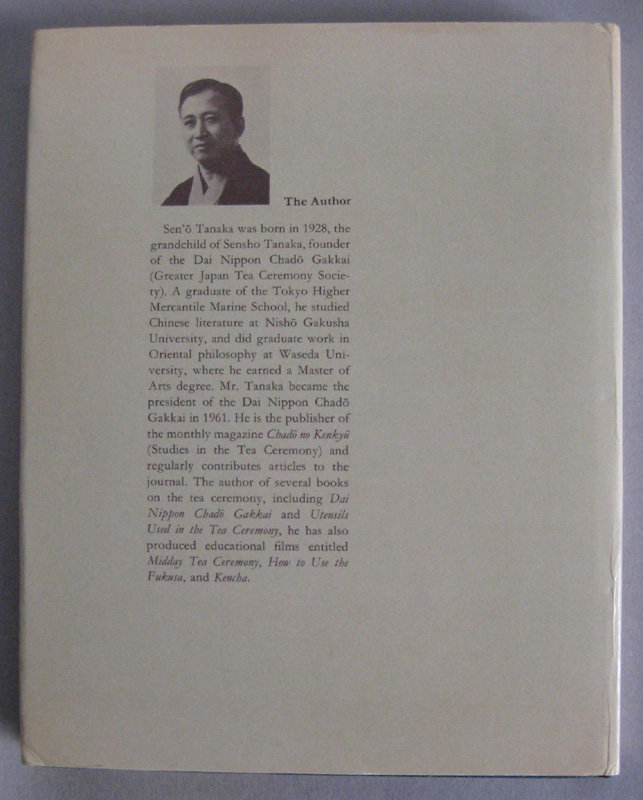 The Author
Sen'ō Tanaka was born in 1928, the
grandchild of Sensho Tanaka, founder
of the Dai Nippon Chadō Gakkai
(Greater Japan Tea Ceremony Socie-
ty). A graduate of the Tokyo Higher
Mercantile Marine School, he studied
Chinese literature at Nishō Gakusha
University, and did graduate work in
Oriental philosophy at Waseda Uni-
versity, where he earned a Master of
Arts degree. Mr. Tanaka became the
president of the Dai Nippon Chadō
Gakkai in 1961. He is the publisher of
the monthly magazine Chadō no Kenkyū
(Studies in the Tea Ceremony) and
regularly contributes articles to the
journal. The author of several books
on the tea ceremony, including Dai
Nippon Chadō Gakkai and Utensils
Used in the Tea Ceremony, he has also
produced educational films entitled
Midday Tea Ceremony, How to Use the
Fukusa, and Kencha.